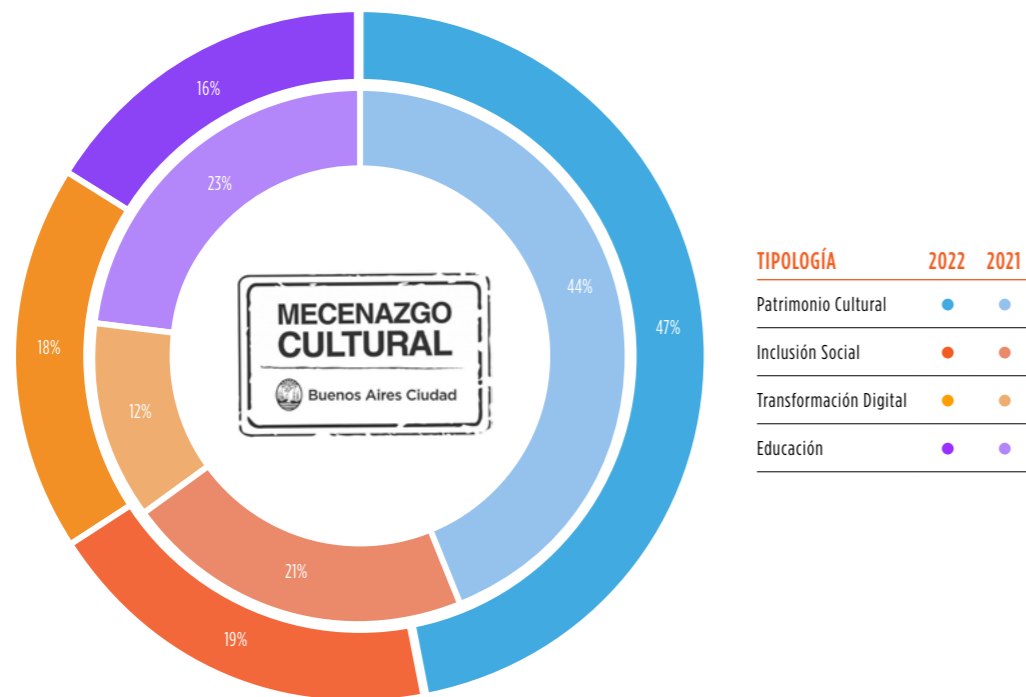 16%
23%
44%
47%
18%
12%
21%
19%
MECENAZGO
CULTURAL
Buenos Aires Ciudad
TIPOLOGÍA 2022 2021
Patrimonio Cultural
Inclusión Social
Transformación Digital
Educación